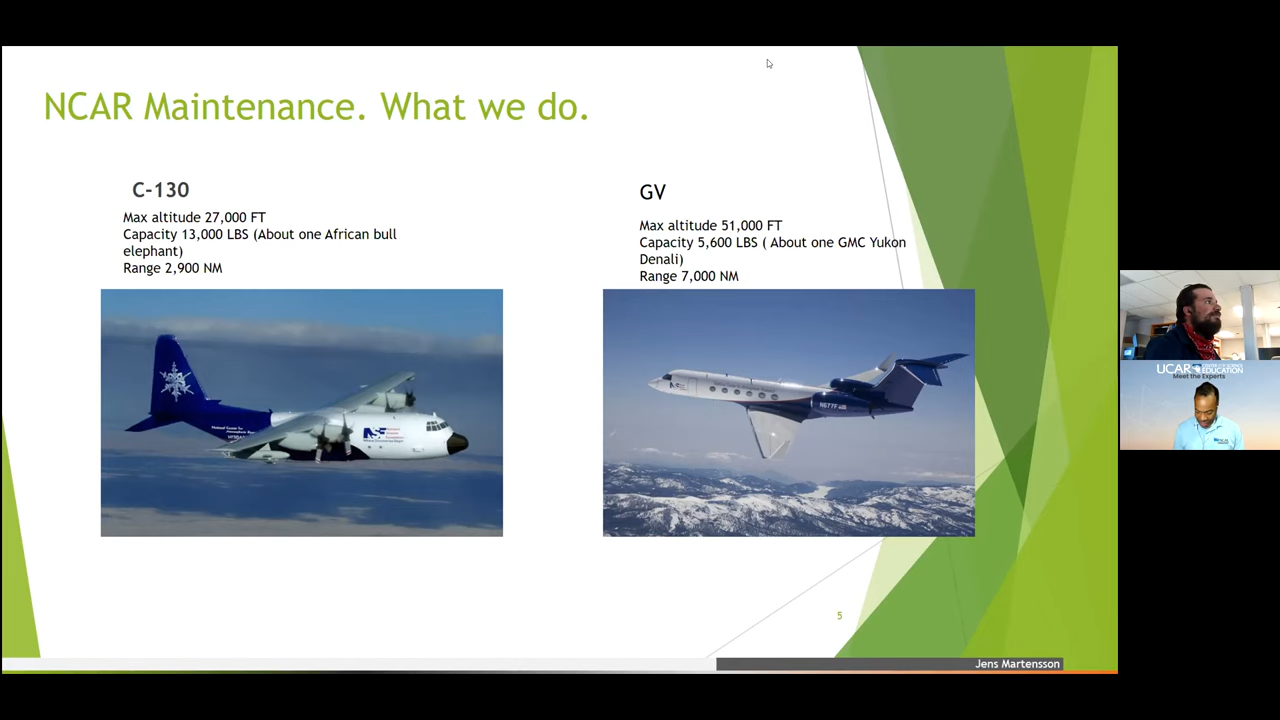 NCAR Maintenance. What we do.
C-130
Max altitude 27,000 FT
Capacity 13,000 LBS (About one African bull
elephant)
Range 2,900 NM
GV
Max altitude 51,000 FT
Capacity 5,600 LBS ( About one GMC Yukon
Denali)
Range 7,000 NM
NSF
N677F
5
Jens Martensson
UCAR
EDUCATION
Meet the Experts